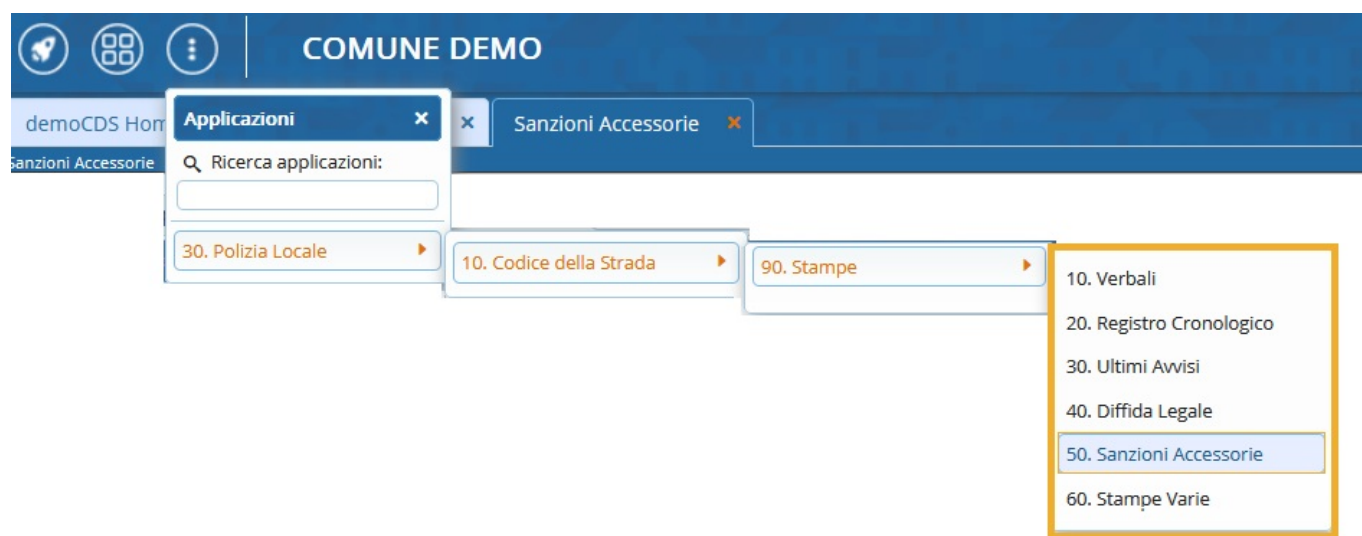 COMUNE DEMO
demoCDS Hom
Applicazioni
Sanzioni Accessorie
Sanzioni Accessorie
Ricerca applicazioni:
30. Polizia Locale
10. Codice della Strada
90. Stampe
10. Verbali
20. Registro Cronologico
30. Ultimi Avvisi
40. Diffida Legale
50. Sanzioni Accessorie
60. Stampe Varie